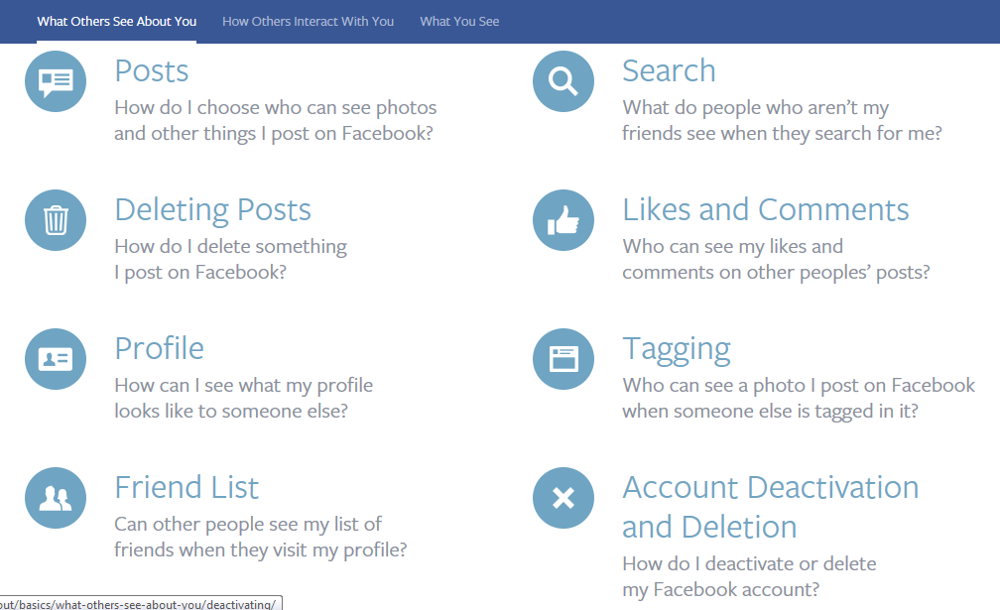 What Others See About You How Others Interact With You What You See
Posts
How do I choose who can see photos
and other things I post on Facebook?
Search
What do people who aren’t my
friends see when they search for me?
Deleting Posts
How do I delete something
I post on Facebook?
Likes and Comments
Who can see my likes and
comments on other peoples’ posts?
Profile
How can I see what my profile
looks like to someone else?
Tagging
Who can see a photo I post on Facebook
when someone else is tagged in it?
Friend List
Can other people see my list of
friends when they visit my profile?
Account Deactivation
and Deletion
How do I deactivate or delete
my Facebook account?
out/basics/what-others-see-about-you/deactivating/